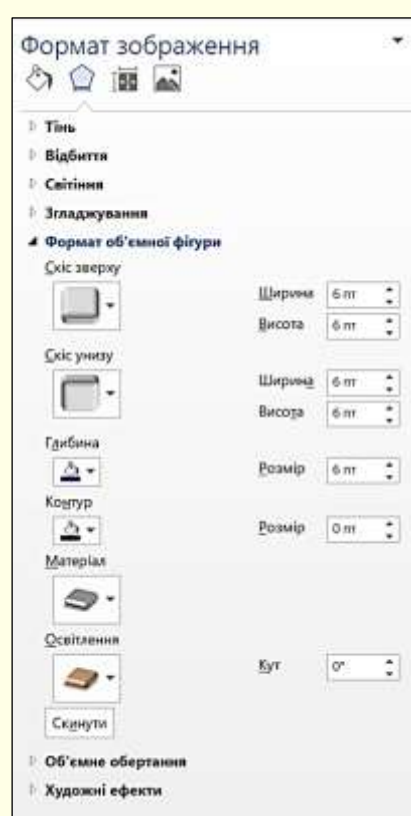 Формат зображення
Тінь
Відбиття
Світіння
Згладжування
Формат об'ємної фігури
Скіс зверху
Ширина 6 пт
Висота 6 пт
Скіс унизу
Ширина 6 пт
Висота 6 пт
Глибина
Розмір 6 пт
Контур
Розмір 0 пт
Матеріал
Освітлення
Кут 0°
Скинути
Об'ємне обертання
Художні ефекти